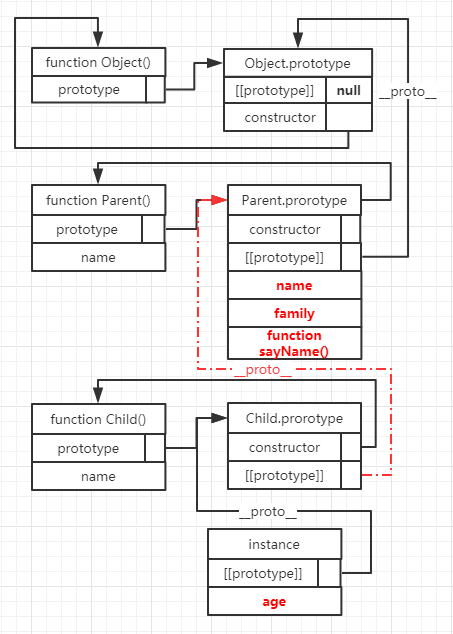 function Object()
prototype
Object.prototype
[[prototype]] null
constructor
__proto__
function Parent()
prototype
name
Parent.prorotype
constructor
[[prototype]]
name
family
function
sayName()
__proto__
function Child()
prototype
name
Child.prorotype
constructor
[[prototype]]
__proto__
instance
[[prototype]]
age